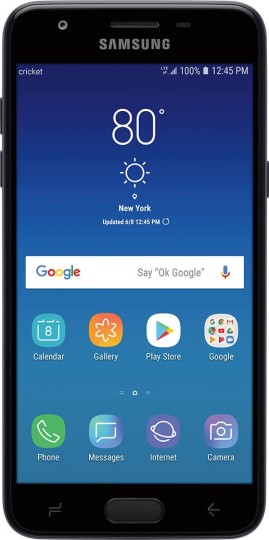 SAMSUNG
cricket LTE 100% 12:45 PM
80°
New York
Updated 6/8 12:45 PM
Google Say "Ok Google"
8
Calendar Gallery Play Store Google
Phone Messages Internet Camera